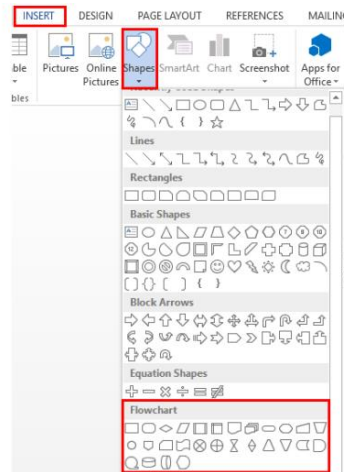 INSERT DESIGN PAGE LAYOUT REFERENCES MAILIN
ble Pictures Online Pictures Shapes SmartArt Chart Screenshot Apps for Office
bles
Lines
Rectangles
Basic Shapes
Block Arrows
Equation Shapes
Flowchart